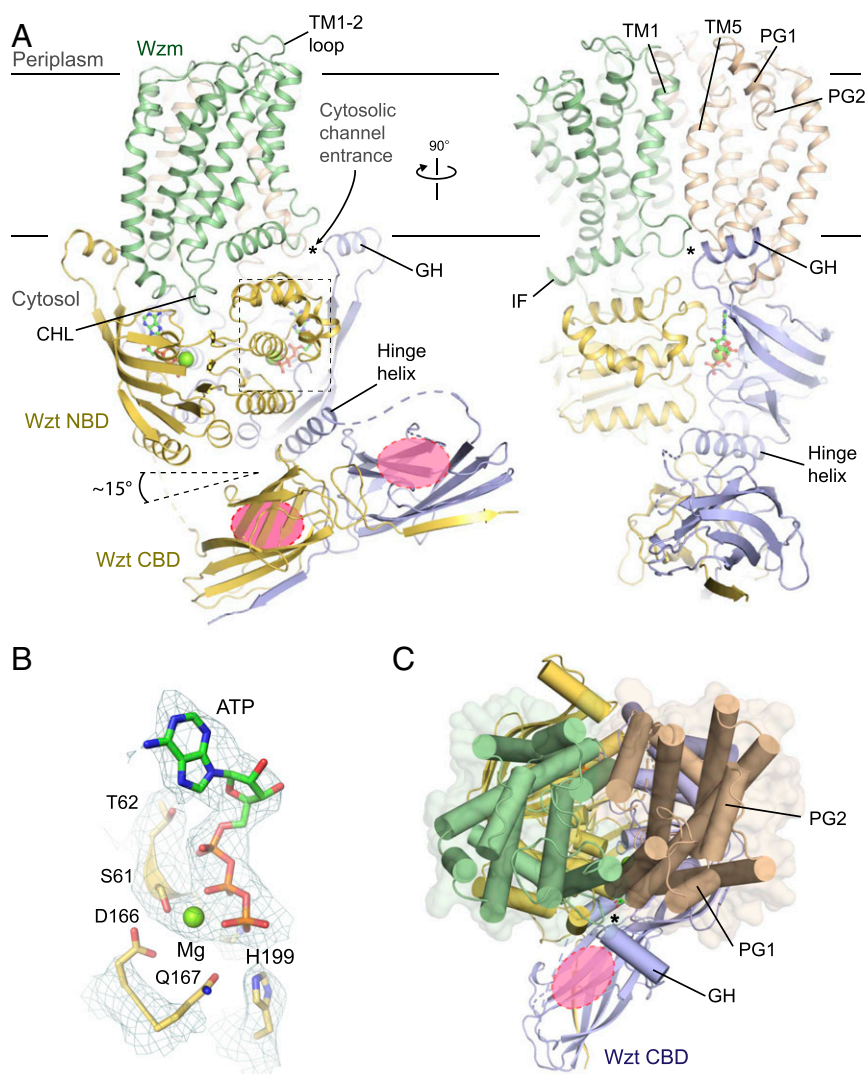 A
Periplasm
Wzm
TM1-2
loop
Cytosolic
channel
entrance
*
90°
GH
Cytosol
CHL
Hinge
helix
Wzt NBD
~15°
Wzt CBD
TM1
TM5
PG1
PG2
*
GH
IF
Hinge
helix
B
ATP
T62
S61
D166
Mg
H199
Q167
C
PG2
*
PG1
GH
Wzt CBD